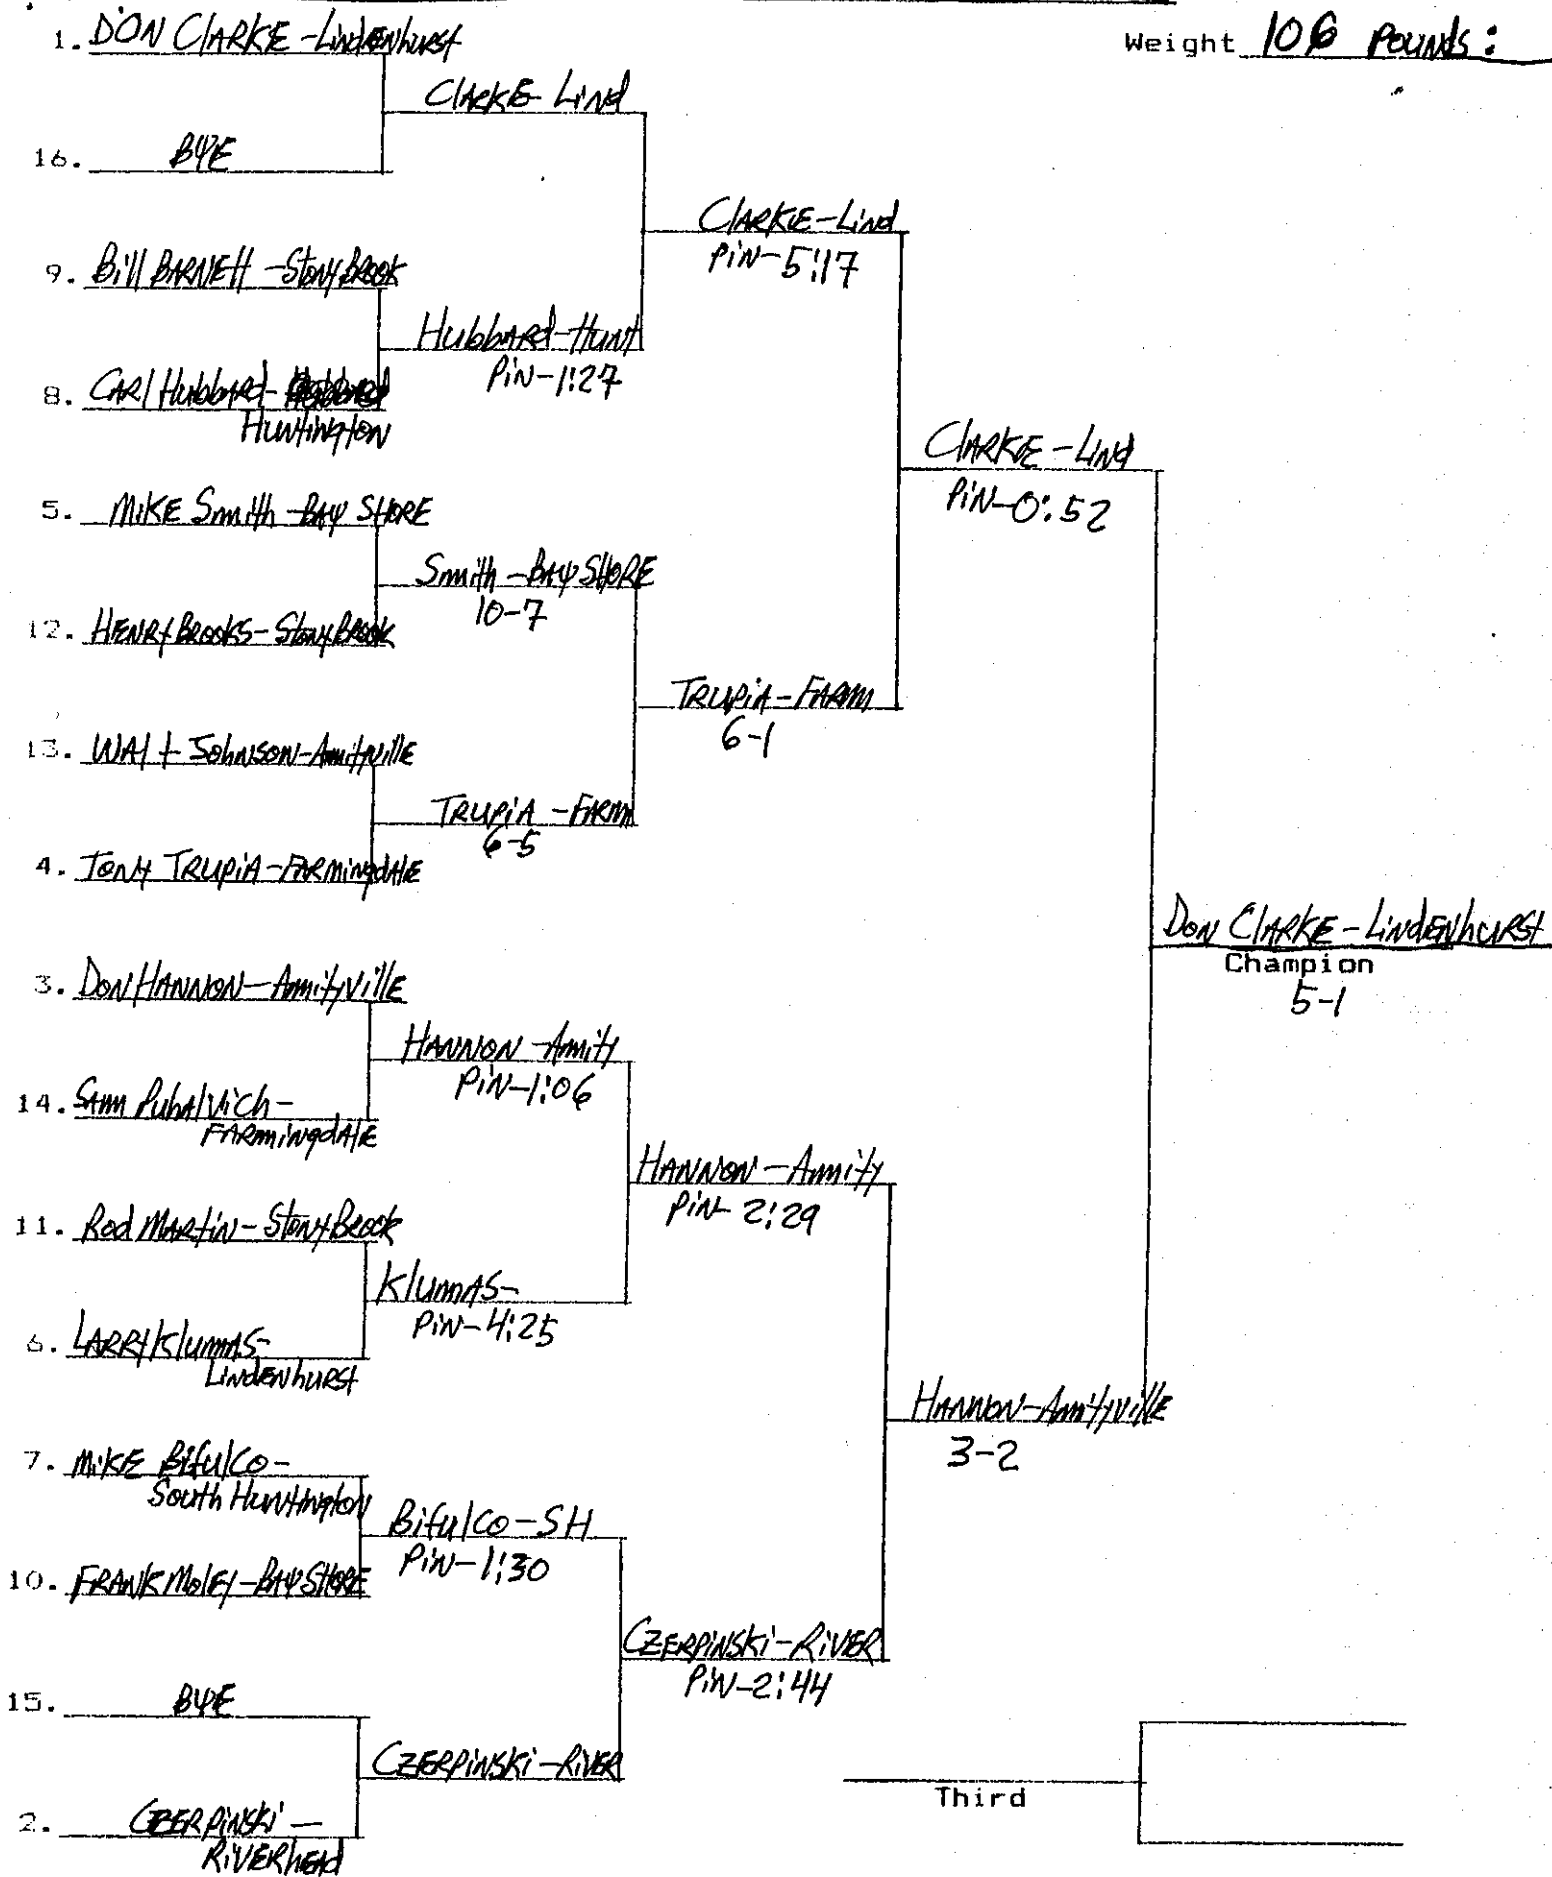 Weight 106 POUNDS:
1. DON CLARKE - LINDENHURST
CLARKE LIND
16. BYE
CLARKE - LIND
PIN - 5:17
9. Bill BARNETT - STONY BROOK
Hubbard - Hunt
PIN - 1:27
8. CARL Hubbard -
HUNTINGTON
CLARKE - LIND
PIN - 0:52
5. MIKE Smith - BAY SHORE
Smith - BAY SHORE
10-7
12. HENRY BROOKS - STONY BROOK
TRUPIA - FARM
6-1
13. WALT JOHNSON - Amityville
TRUPIA - FARM
6-5
4. TONY TRUPIA - FARMINGDALE
DON CLARKE - LINDENHURST
Champion
5-1
3. DON HANNON - Amityville
HANNON - Amity
PIN - 1:06
14. SAM Puhalvich -
FARMINGDALE
HANNON - Amity
PIN - 2:29
11. Rod MARTIN - STONY BROOK
KLUMAS -
PIN - 4:25
6. LARRY KLUMAS -
LINDENHURST
HANNON - Amityville
3-2
7. MIKE BIFULCO -
South Huntington
BIFULCO - SH
PIN - 1:30
10. FRANK MOLEY - BAY SHORE
CZERPINSKI - RIVER
PIN - 2:44
15. BYE
CZERPINSKI - RIVER
Third
2. CZERPINSKI -
RIVERHEAD